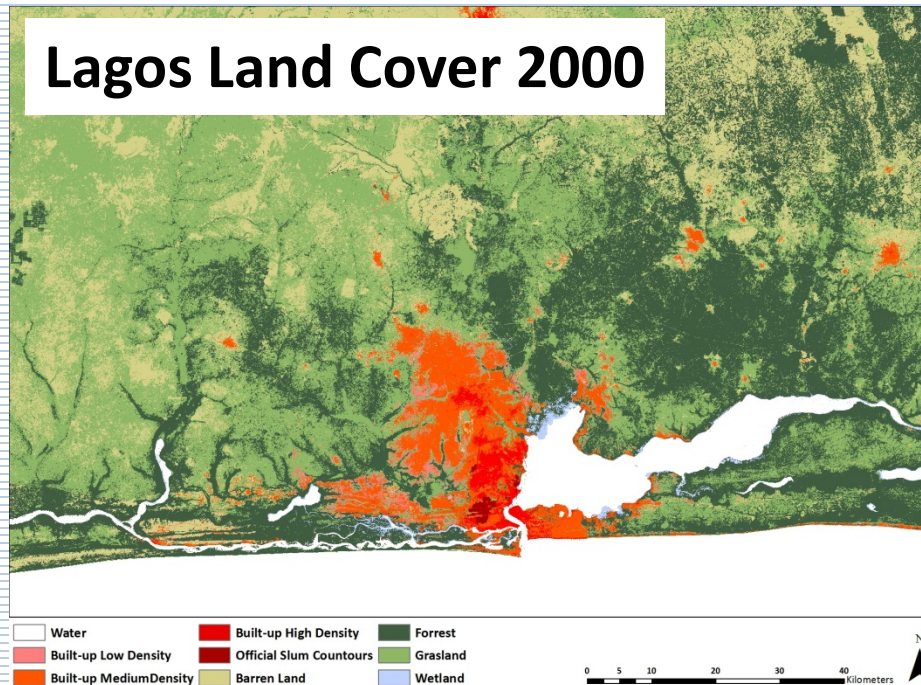 Lagos Land Cover 2000
Water
Built-up High Density
Forrest
Built-up Low Density
Official Slum Countours
Grasland
Built-up MediumDensity
Barren Land
Wetland
0 5 10 20 30 40
Kilometers
N